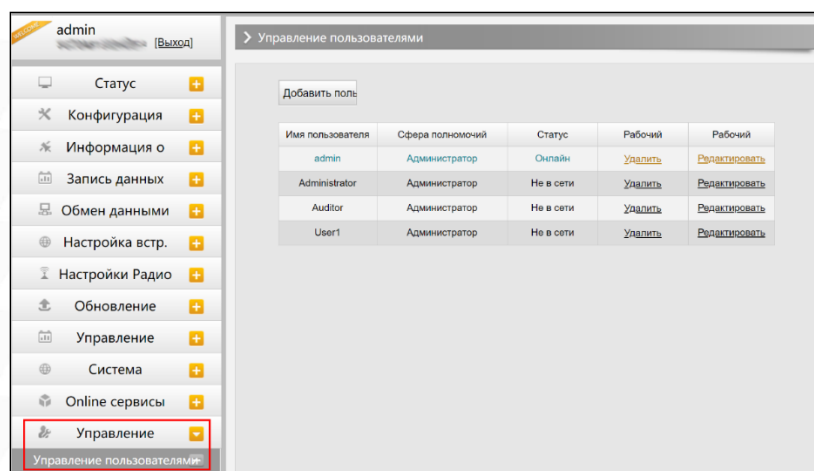 WELCOME
admin
[Выход]
Управление пользователями
Статус
Конфигурация
Информация о
Запись данных
Обмен данными
Настройка встр.
Настройки Радио
Обновление
Управление
Система
Online сервисы
Управление
Управление пользователями
Добавить поль
Имя пользователя Сфера полномочий Статус Рабочий Рабочий
admin Администратор Онлайн Удалить Редактировать
Administrator Администратор Не в сети Удалить Редактировать
Auditor Администратор Не в сети Удалить Редактировать
User1 Администратор Не в сети Удалить Редактировать